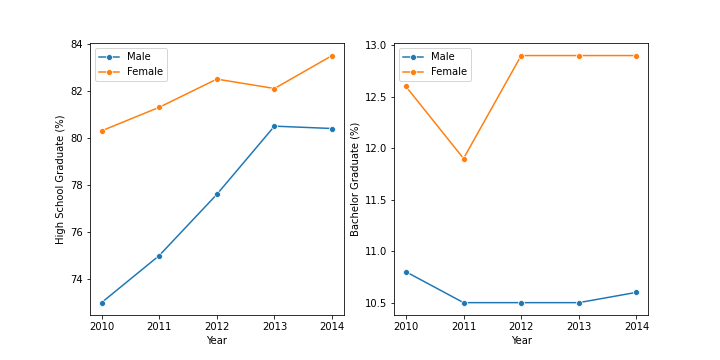 High School Graduate (%)
84
82
80
78
76
74
Male
Female
2010 2011 2012 2013 2014
Year
Bachelor Graduate (%)
13.0
12.5
12.0
11.5
11.0
10.5
Male
Female
2010 2011 2012 2013 2014
Year